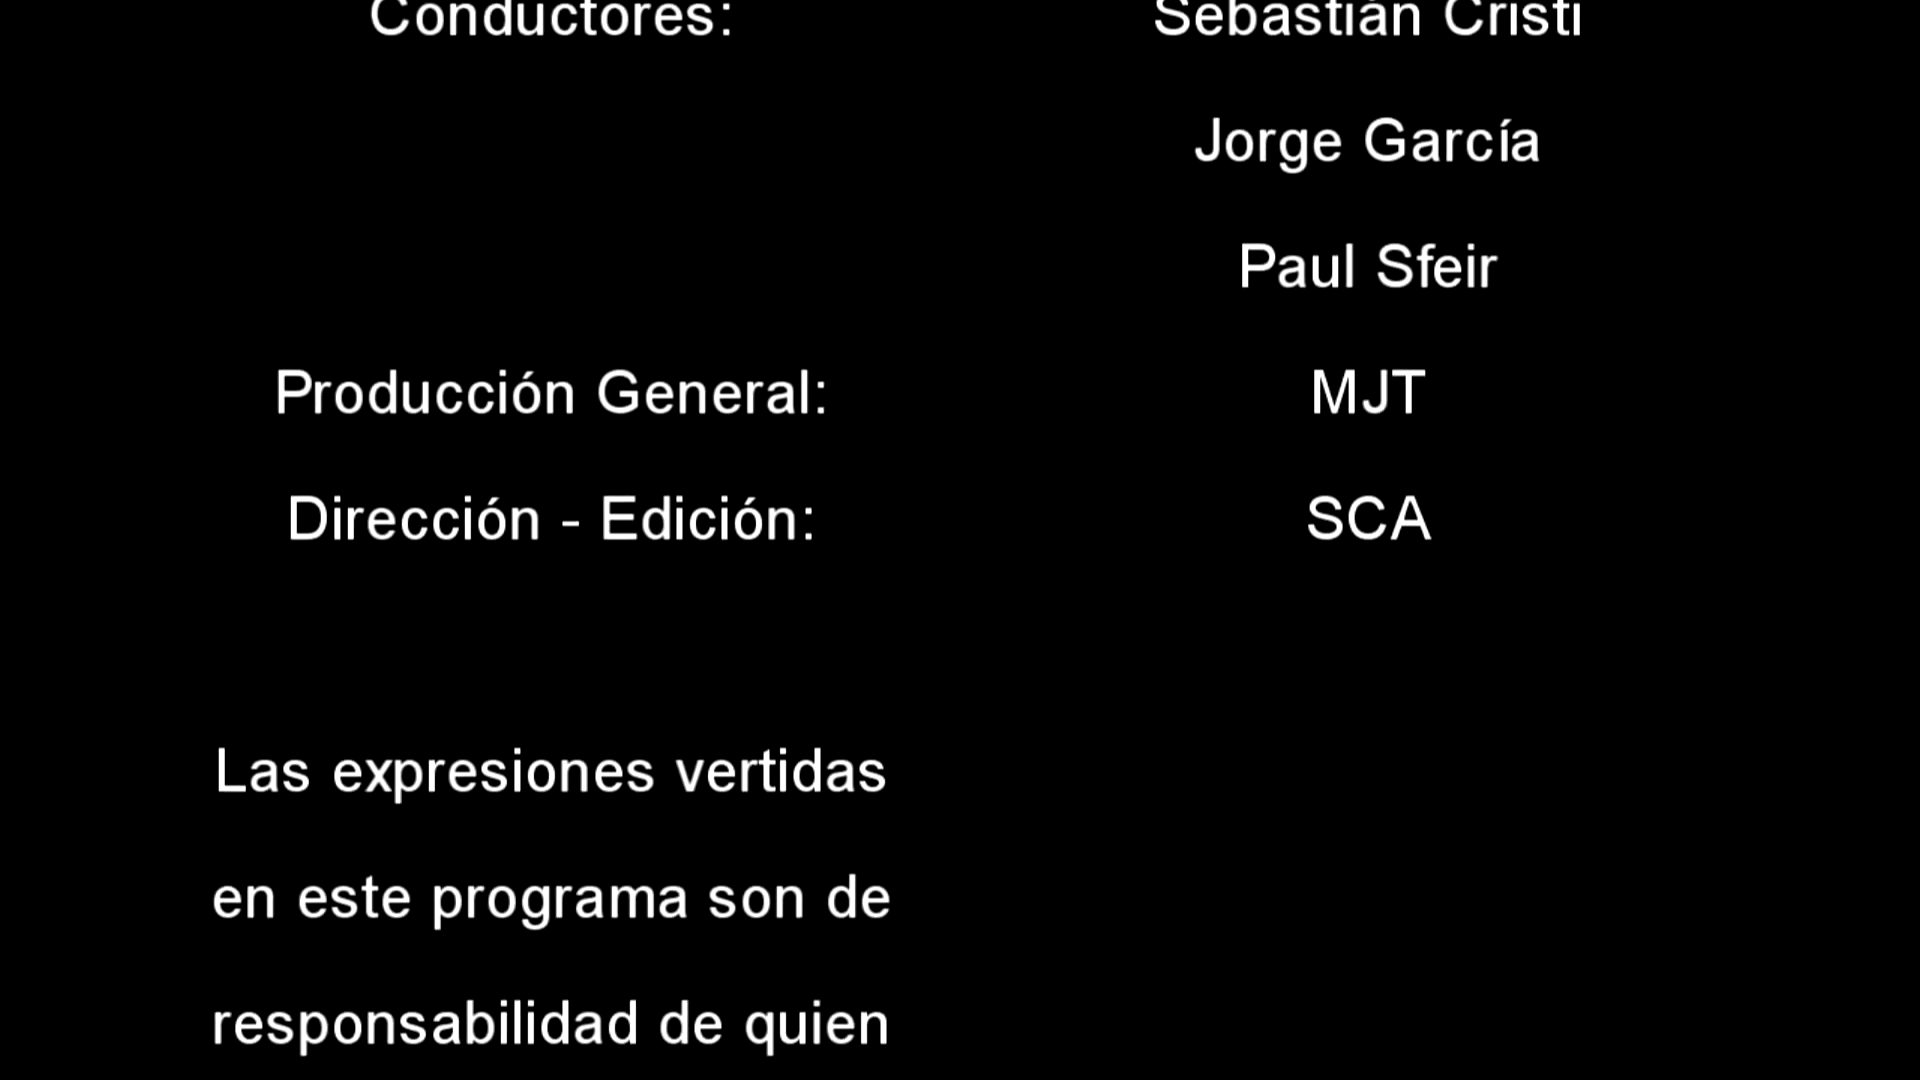 Conductores: Sebastián Cristi
Jorge García
Paul Sfeir
Producción General: MJT
Dirección - Edición: SCA
Las expresiones vertidas
en este programa son de
responsabilidad de quien